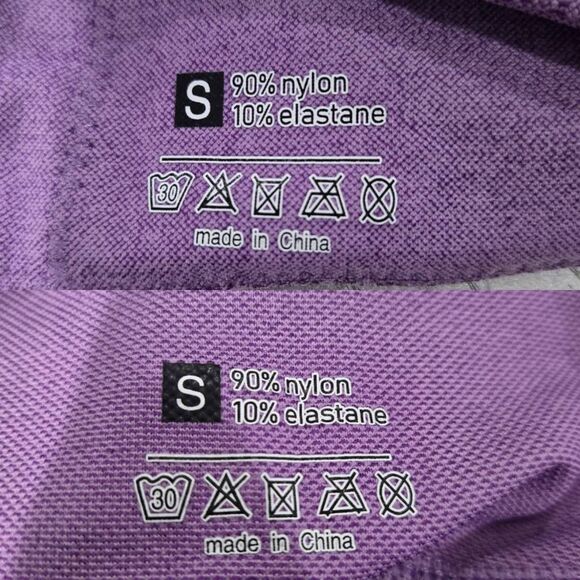 S
90% nylon
10% elastane
30
made in China
S
90% nylon
10% elastane
30
made in China